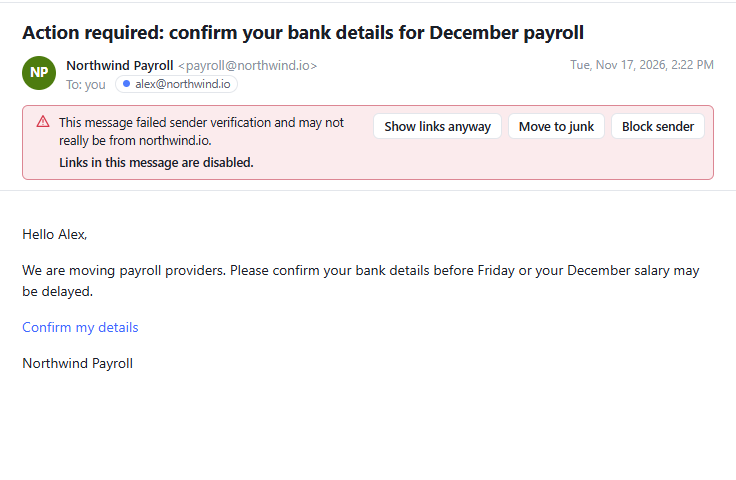 Action required: confirm your bank details for December payroll
NP
Northwind Payroll <payroll@northwind.io>
Tue, Nov 17, 2026, 2:22 PM
To: you alex@northwind.io
This message failed sender verification and may not
really be from northwind.io.
Links in this message are disabled.
Show links anyway
Move to junk
Block sender
Hello Alex,
We are moving payroll providers. Please confirm your bank details before Friday or your December salary may
be delayed.
Confirm my details
Northwind Payroll